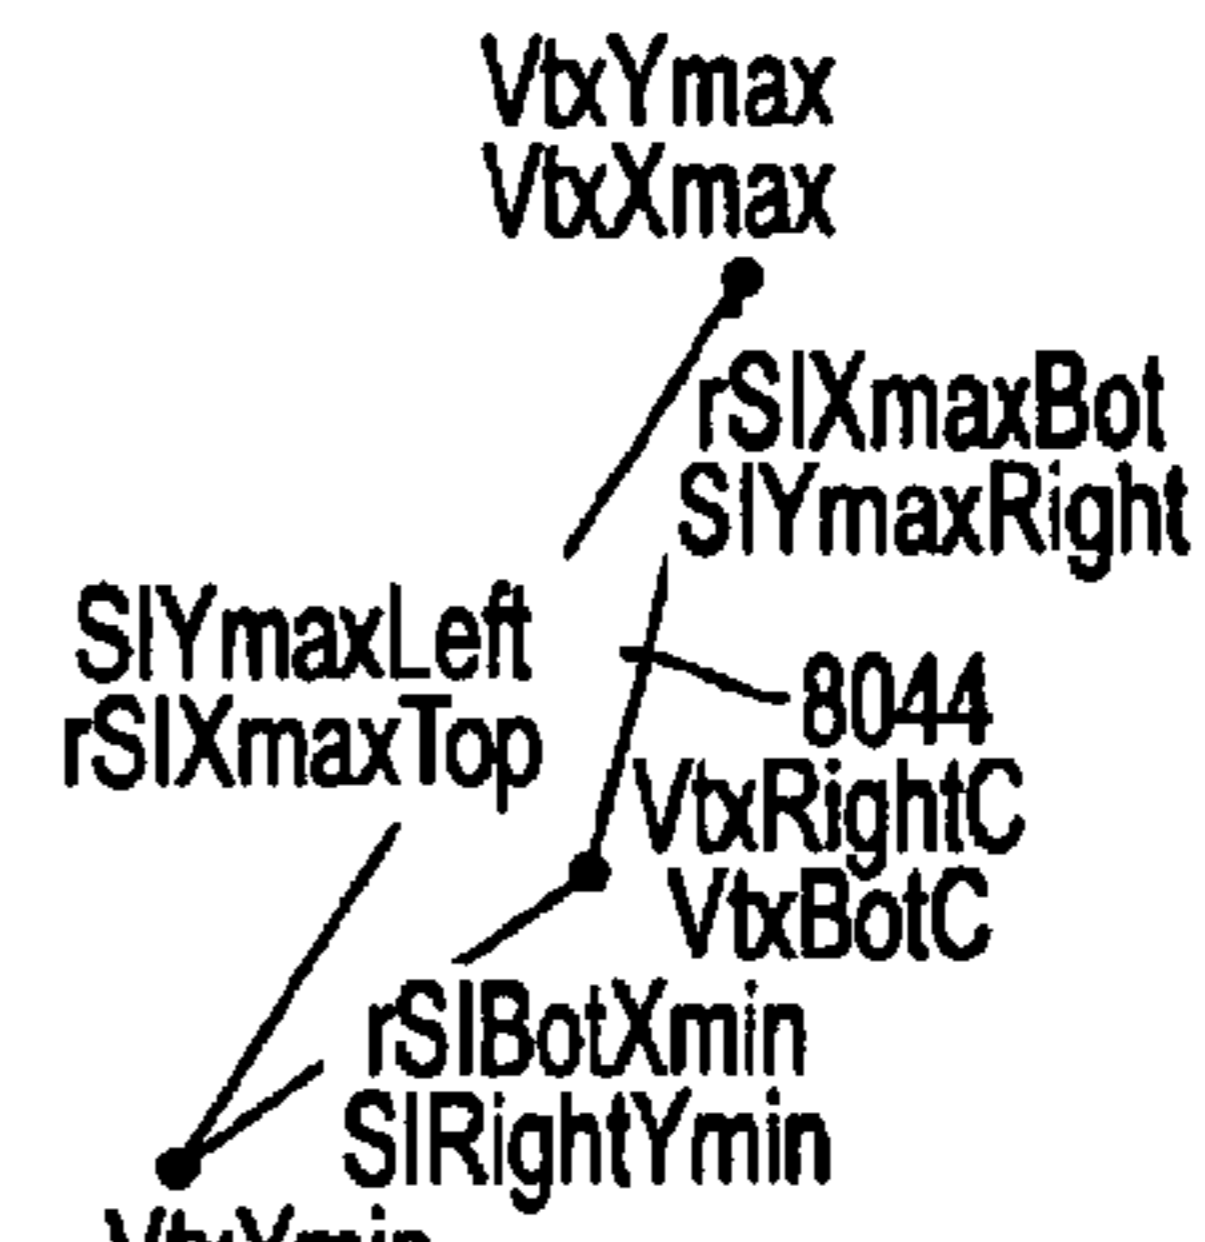 VtxYmax
VtxXmax
rSlXmaxBot
SlYmaxRight
SlYmaxLeft
rSlXmaxTop
8044
VtxRightC
VtxBotC
rSlBotXmin
SlRightYmin